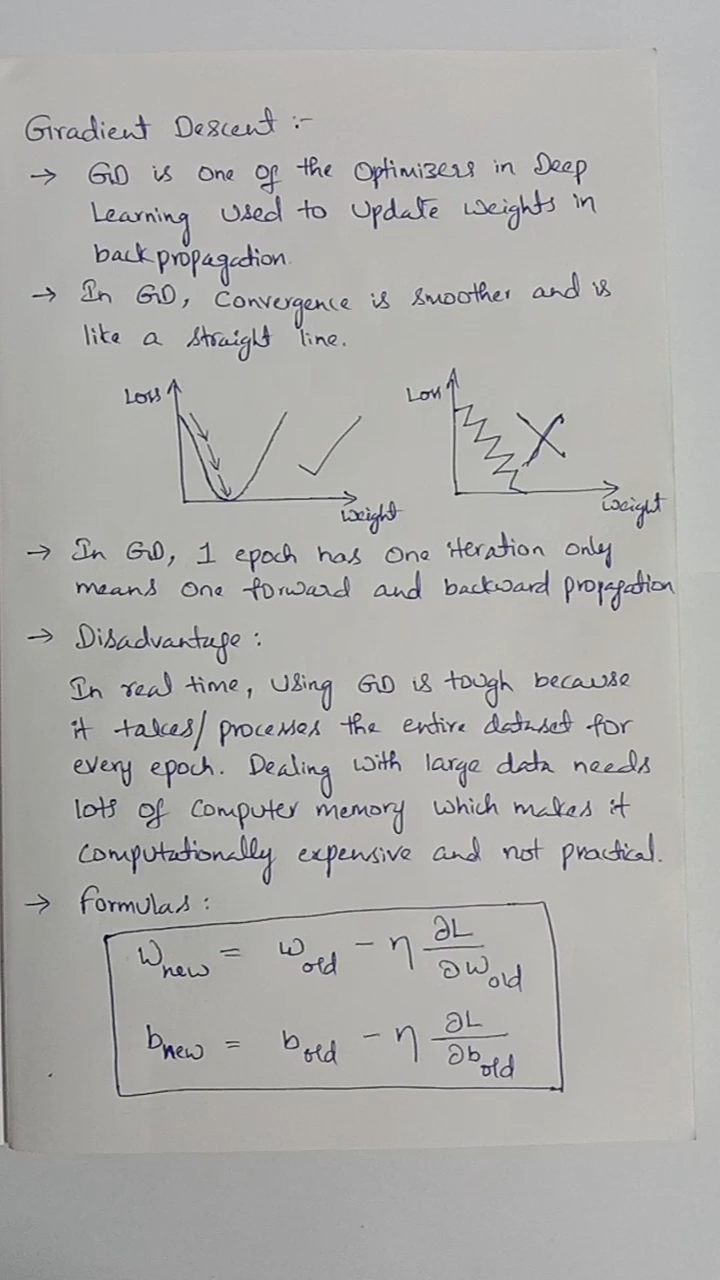 Gradient Descent :-
→ GD is one of the Optimizers in Deep
Learning used to update weights in
backpropagation.
→ In GD, Convergence is smoother and is
like a straight line.
Loss Loss
Weight Weight
→ In GD, 1 epoch has one iteration only
means one forward and backward propagation
→ Disadvantage :
In real time, using GD is tough because
it takes/processes the entire dataset for
every epoch. Dealing with large data needs
lots of computer memory which makes it
computationally expensive and not practical.
→ formulas :
W_new = W_old - η ∂L/∂W_old
b_new = b_old - η ∂L/∂b_old